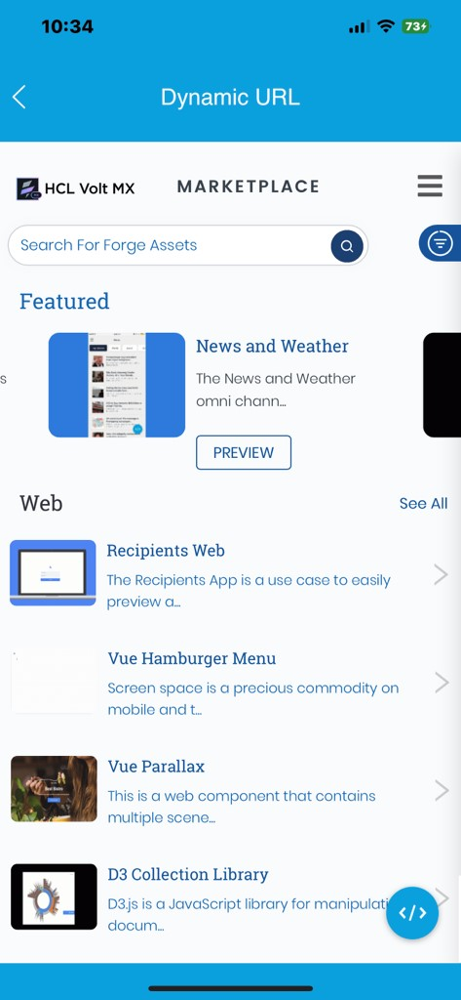 10:34
73
Dynamic URL
HCL Volt MX
MARKETPLACE
Search For Forge Assets
Featured
s
News and Weather
The News and Weather
omni chann...
PREVIEW
Web
See All
Recipients Web
The Recipients App is a use case to easily
preview a...
Vue Hamburger Menu
Screen space is a precious commodity on
mobile and t...
Vue Parallax
This is a web component that contains
multiple scene...
D3 Collection Library
D3.js is a JavaScript library for manipulati
docum...
</>